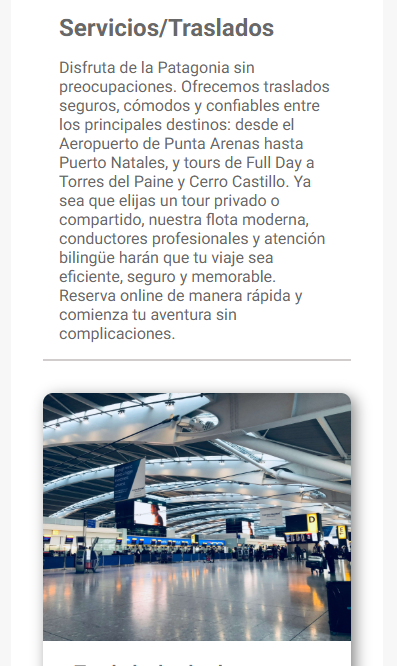 Servicios/Traslados
Disfruta de la Patagonia sin
preocupaciones. Ofrecemos traslados
seguros, cómodos y confiables entre
los principales destinos: desde el
Aeropuerto de Punta Arenas hasta
Puerto Natales, y tours de Full Day a
Torres del Paine y Cerro Castillo. Ya
sea que elijas un tour privado o
compartido, nuestra flota moderna,
conductores profesionales y atención
bilingüe harán que tu viaje sea
eficiente, seguro y memorable.
Reserva online de manera rápida y
comienza tu aventura sin
complicaciones.
D
D